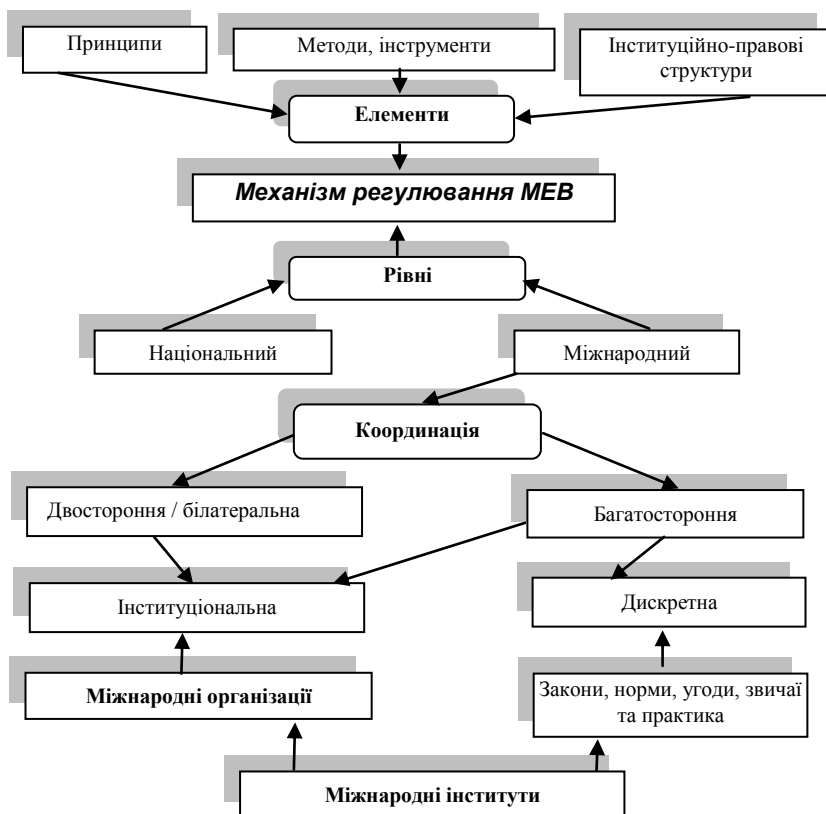 Принципи
Методи, інструменти
Інституційно-правові
структури
Елементи
Механізм регулювання МЕВ
Рівні
Національний
Міжнародний
Координація
Двостороння / білатеральна
Багатостороння
Інституціональна
Дискретна
Міжнародні організації
Закони, норми, угоди, звичаї
та практика
Міжнародні інститути